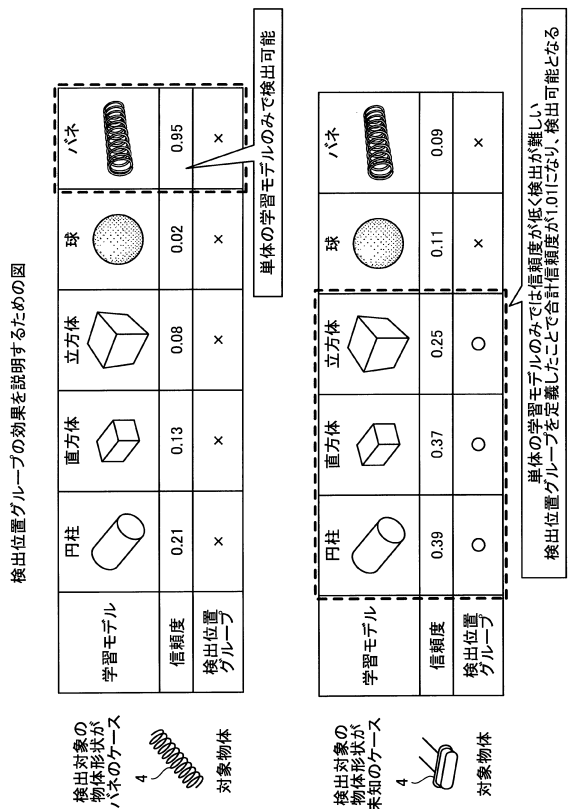 検出位置グループの効果を説明するための図
検出対象の
物体形状が
バネのケース
4
対象物体
学習モデル 円柱 直方体 立方体 球 バネ
信頼度 0.21 0.13 0.08 0.02 0.95
検出位置
グループ × × × × ×
単体の学習モデルのみで検出可能
検出対象の
物体形状が
未知のケース
4
対象物体
学習モデル 円柱 直方体 立方体 球 バネ
信頼度 0.39 0.37 0.25 0.11 0.09
検出位置
グループ ○ ○ ○ × ×
単体の学習モデルのみでは信頼度が低く検出が難しい
検出位置グループを定義したことで合計信頼度が1.01になり、検出可能となる